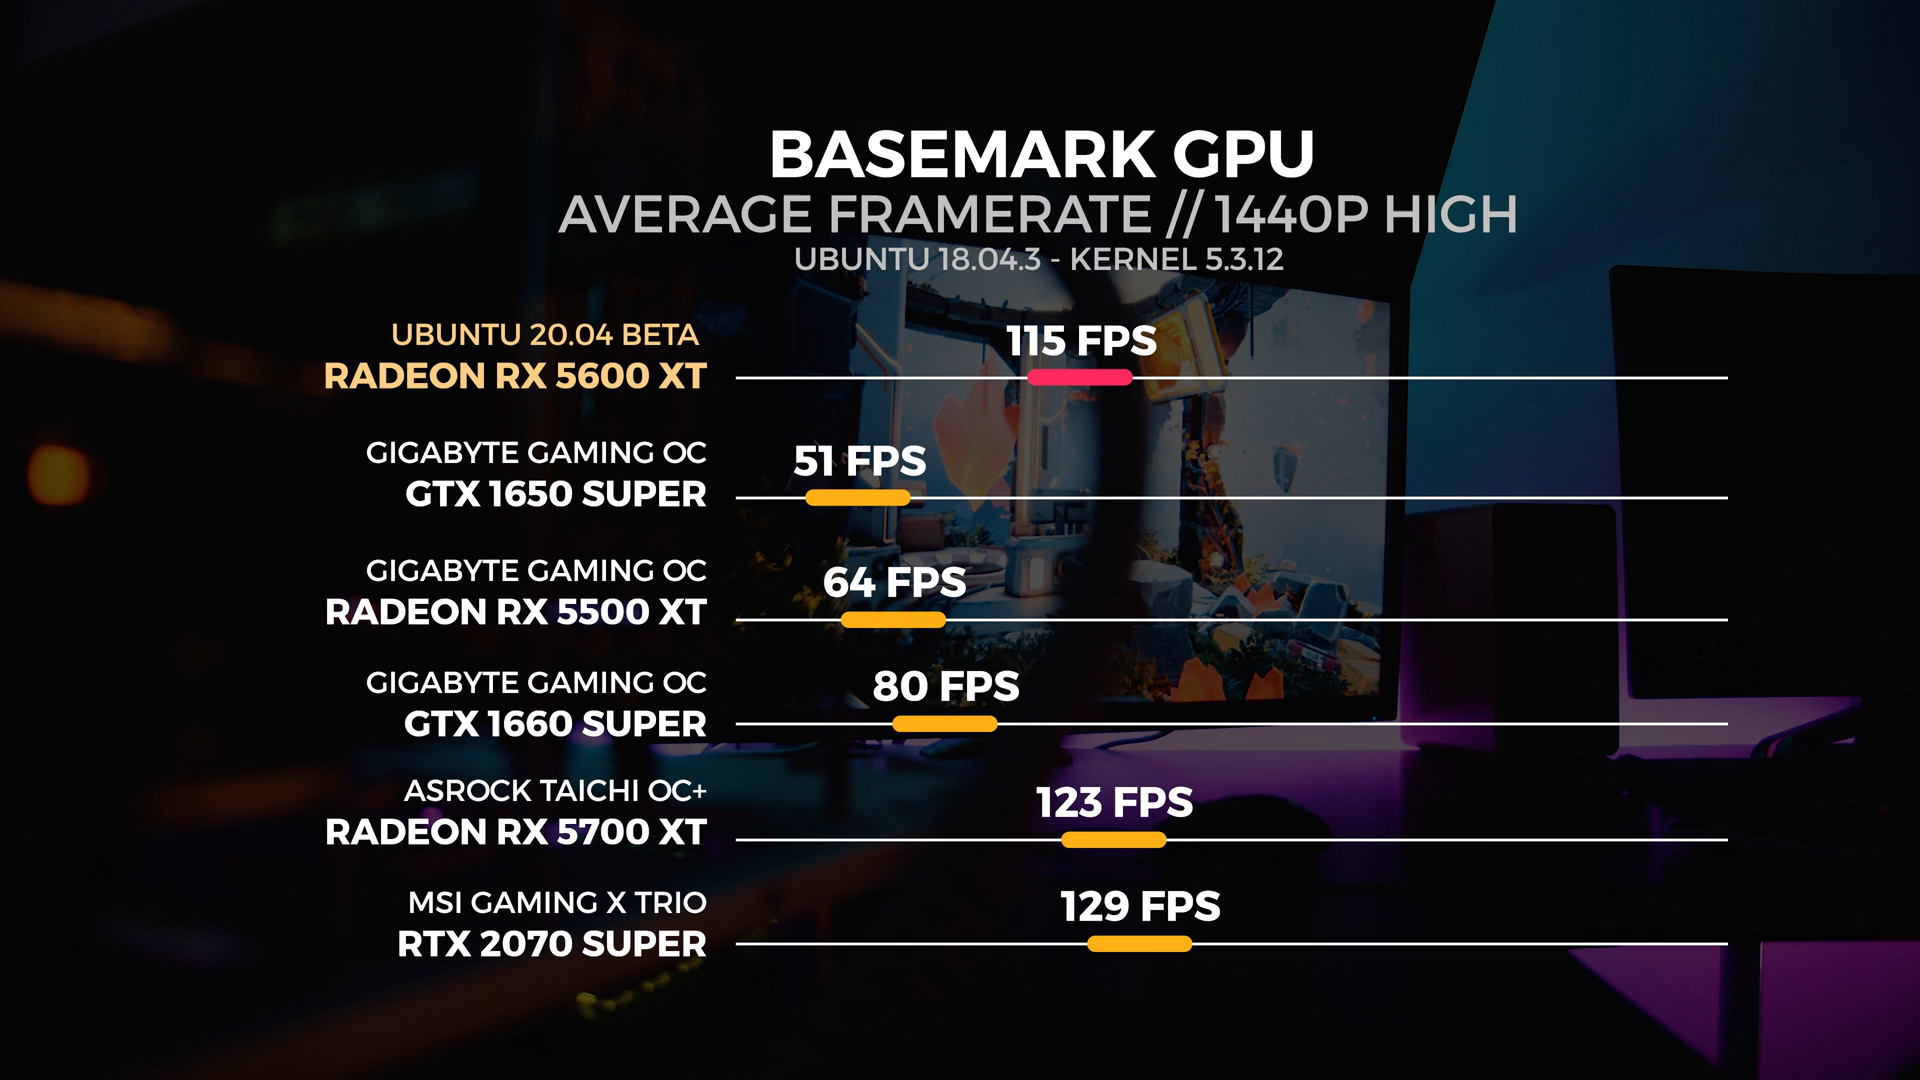 BASEMARK GPU
AVERAGE FRAMERATE // 1440P HIGH
UBUNTU 18.04.3 - KERNEL 5.3.12
UBUNTU 20.04 BETA
RADEON RX 5600 XT
115 FPS
GIGABYTE GAMING OC
GTX 1650 SUPER
51 FPS
GIGABYTE GAMING OC
RADEON RX 5500 XT
64 FPS
GIGABYTE GAMING OC
GTX 1660 SUPER
80 FPS
ASROCK TAICHI OC+
RADEON RX 5700 XT
123 FPS
MSI GAMING X TRIO
RTX 2070 SUPER
129 FPS